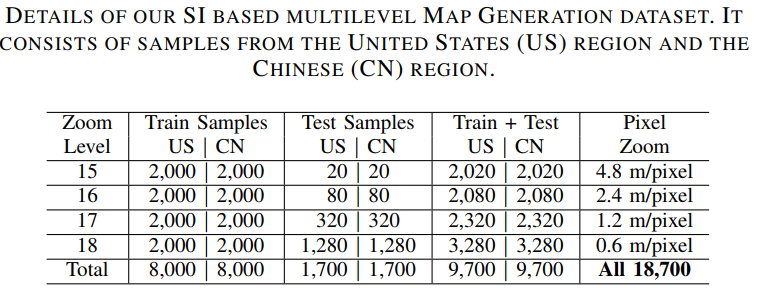 DETAILS OF OUR SI BASED MULTILEVEL MAP GENERATION DATASET. IT
CONSISTS OF SAMPLES FROM THE UNITED STATES (US) REGION AND THE
CHINESE (CN) REGION.
Zoom Train Samples Test Samples Train + Test Pixel
Level US | CN US | CN US | CN Zoom
15 2,000 | 2,000 20 | 20 2,020 | 2,020 4.8 m/pixel
16 2,000 | 2,000 80 | 80 2,080 | 2,080 2.4 m/pixel
17 2,000 | 2,000 320 | 320 2,320 | 2,320 1.2 m/pixel
18 2,000 | 2,000 1,280 | 1,280 3,280 | 3,280 0.6 m/pixel
Total 8,000 | 8,000 1,700 | 1,700 9,700 | 9,700 All 18,700